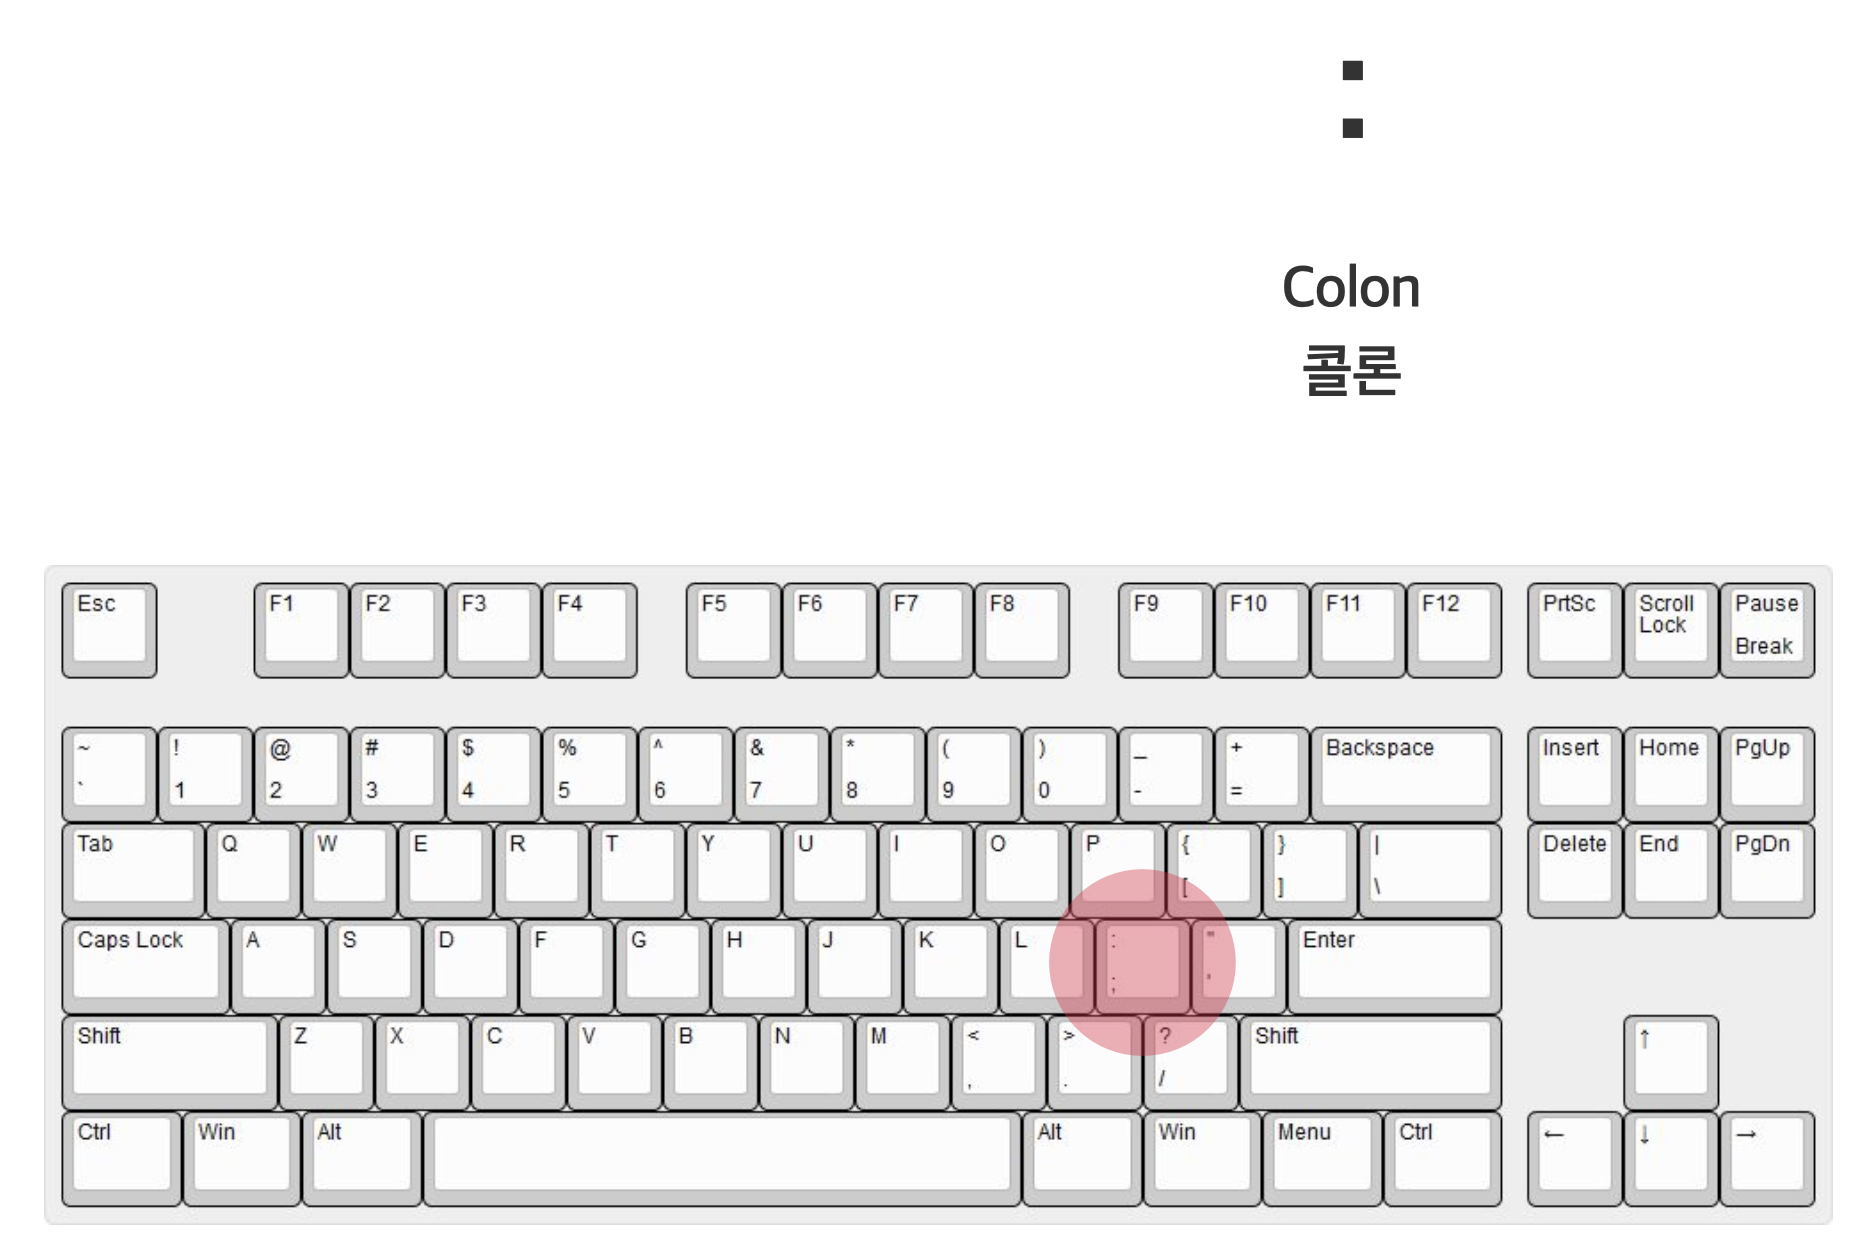 :
Colon
콜론
Esc F1 F2 F3 F4 F5 F6 F7 F8 F9 F10 F11 F12 PrtSc Scroll Lock Pause Break
~ ` ! 1 @ 2 # 3 $ 4 % 5 ^ 6 & 7 * 8 ( 9 ) 0 _ - + = Backspace Insert Home PgUp
Tab Q W E R T Y U I O P { [ } ] | \ Delete End PgDn
Caps Lock A S D F G H J K L : ; " ' Enter
Shift Z X C V B N M < , > . ? / Shift ↑
Ctrl Win Alt Alt Win Menu Ctrl ← ↓ →